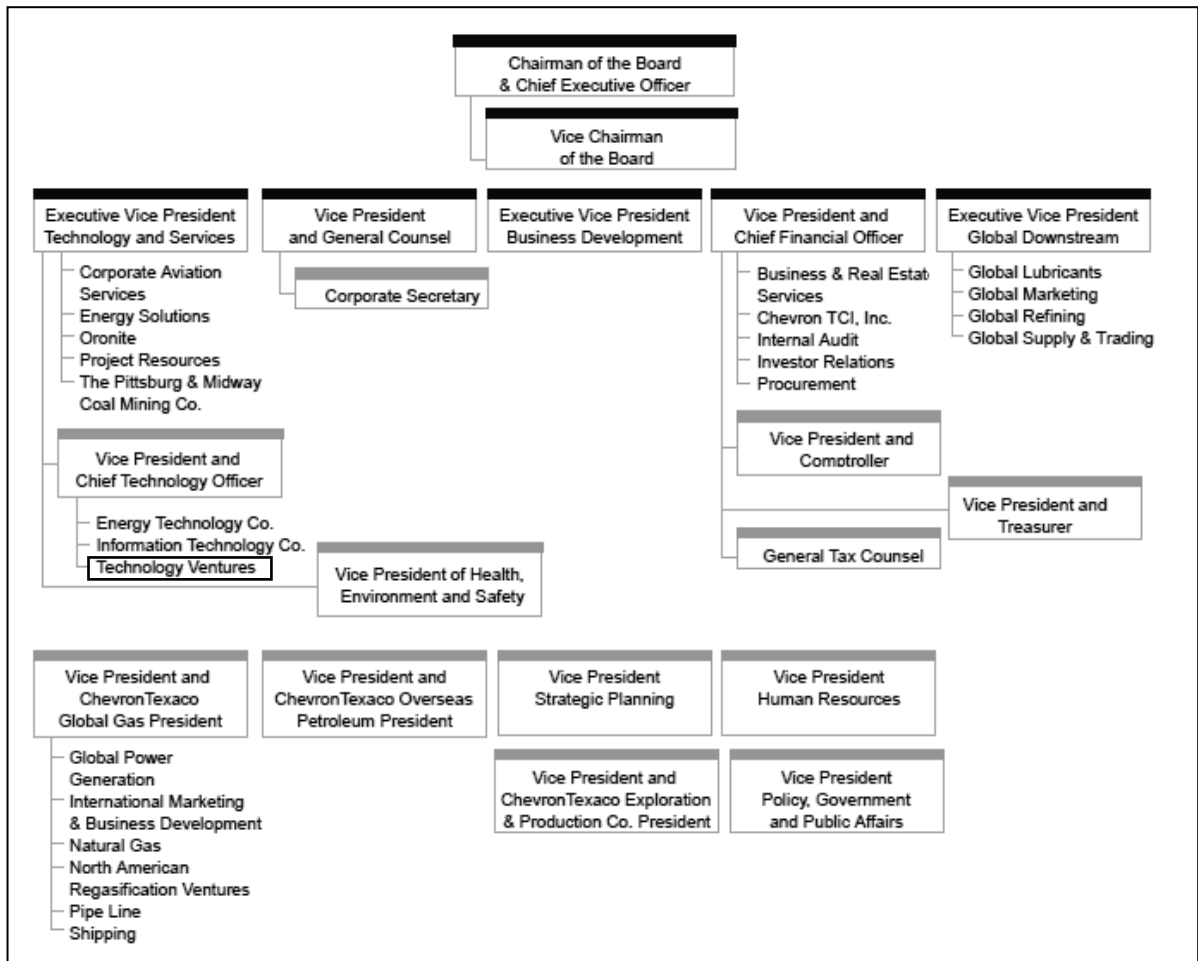 Chairman of the Board
& Chief Executive Officer
Vice Chairman
of the Board
Executive Vice President
Technology and Services
Corporate Aviation
Services
Energy Solutions
Oronite
Project Resources
The Pittsburg & Midway
Coal Mining Co.
Vice President and
Chief Technology Officer
Energy Technology Co.
Information Technology Co.
Technology Ventures
Vice President of Health,
Environment and Safety
Vice President
and General Counsel
Corporate Secretary
Executive Vice President
Business Development
Vice President and
Chief Financial Officer
Business & Real Estate
Services
Chevron TCI, Inc.
Internal Audit
Investor Relations
Procurement
Vice President and
Comptroller
Vice President and
Treasurer
General Tax Counsel
Executive Vice President
Global Downstream
Global Lubricants
Global Marketing
Global Refining
Global Supply & Trading
Vice President and
ChevronTexaco
Global Gas President
Global Power
Generation
International Marketing
& Business Development
Natural Gas
North American
Regasification Ventures
Pipe Line
Shipping
Vice President and
ChevronTexaco Overseas
Petroleum President
Vice President
Strategic Planning
Vice President
Human Resources
Vice President and
ChevronTexaco Exploration
& Production Co. President
Vice President
Policy, Government
and Public Affairs